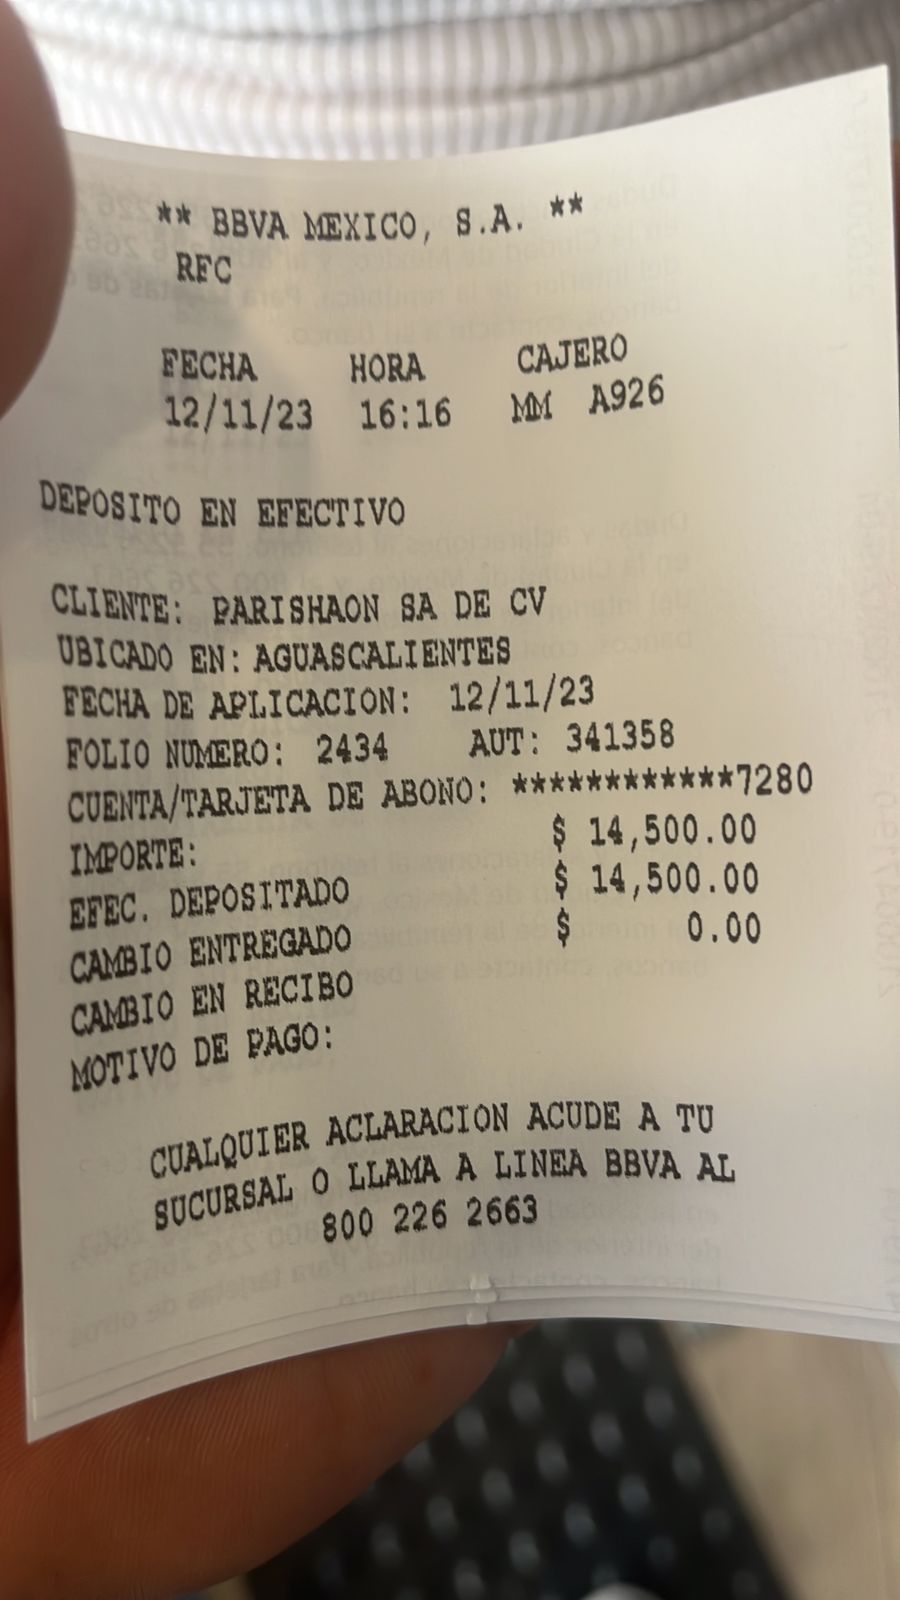 ** BBVA MEXICO, S.A. **
RFC
FECHA HORA CAJERO
12/11/23 16:16 MM A926
DEPOSITO EN EFECTIVO
CLIENTE: PARISHAON SA DE CV
UBICADO EN: AGUASCALIENTES
FECHA DE APLICACION: 12/11/23
FOLIO NUMERO: 2434 AUT: 341358
CUENTA/TARJETA DE ABONO: ************7280
IMPORTE: $ 14,500.00
EFEC. DEPOSITADO $ 14,500.00
CAMBIO ENTREGADO $ 0.00
CAMBIO EN RECIBO
MOTIVO DE PAGO:
CUALQUIER ACLARACION ACUDE A TU
SUCURSAL O LLAMA A LINEA BBVA AL
800 226 2663